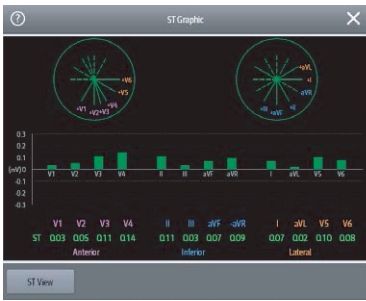 ?
ST Graphic
X
+aVL
+V6
+I
+V5
-aVR
+V1
+V4
+V2+V3
+III
+II
+aVF
0.3
0.2
0.1
(mV)0
-0.1
-0.2
-0.3
V1 V2 V3 V4 II III aVF aVR I aVL V5 V6
V1 V2 V3 V4 II III aVF -aVR I aVL V5 V6
ST 0.03 0.05 0.11 0.14 0.11 0.03 0.07 0.09 0.07 0.02 0.10 0.08
Anterior Inferior Lateral
ST View